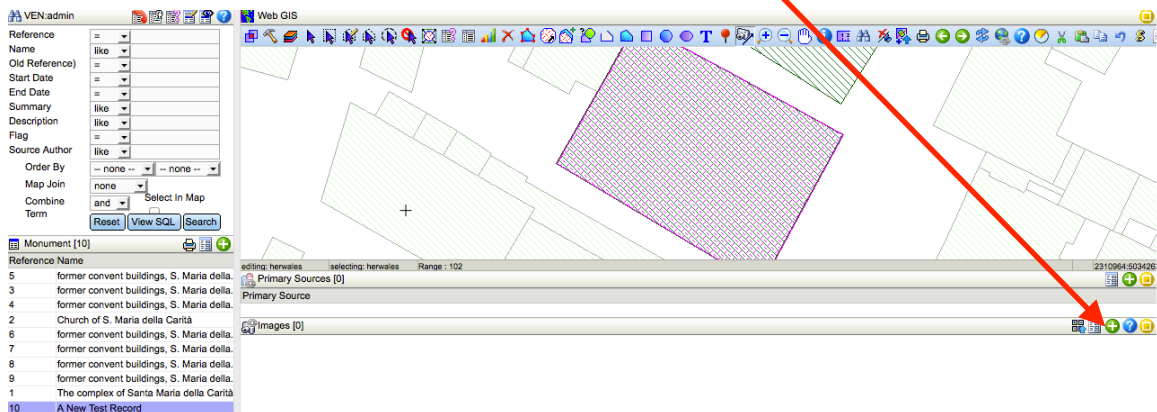 VEN:admin
Web GIS
Reference =
Name like
Old Reference) =
Start Date =
End Date =
Summary like
Description like
Flag =
Source Author like
Order By -- none -- -- none --
Map Join none
Combine Term and Select In Map
Reset View SQL Search
Monument [10]
Reference Name
5 former convent buildings, S. Maria della.
3 former convent buildings, S. Maria della.
4 former convent buildings, S. Maria della.
2 Church of S. Maria della Carità
6 former convent buildings, S. Maria della.
7 former convent buildings, S. Maria della.
8 former convent buildings, S. Maria della.
9 former convent buildings, S. Maria della.
1 The complex of Santa Maria della Carità
10 A New Test Record
editing: herwales selecting: herwales Range : 102 2310964:503426
Primary Sources [0]
Primary Source
Images [0]